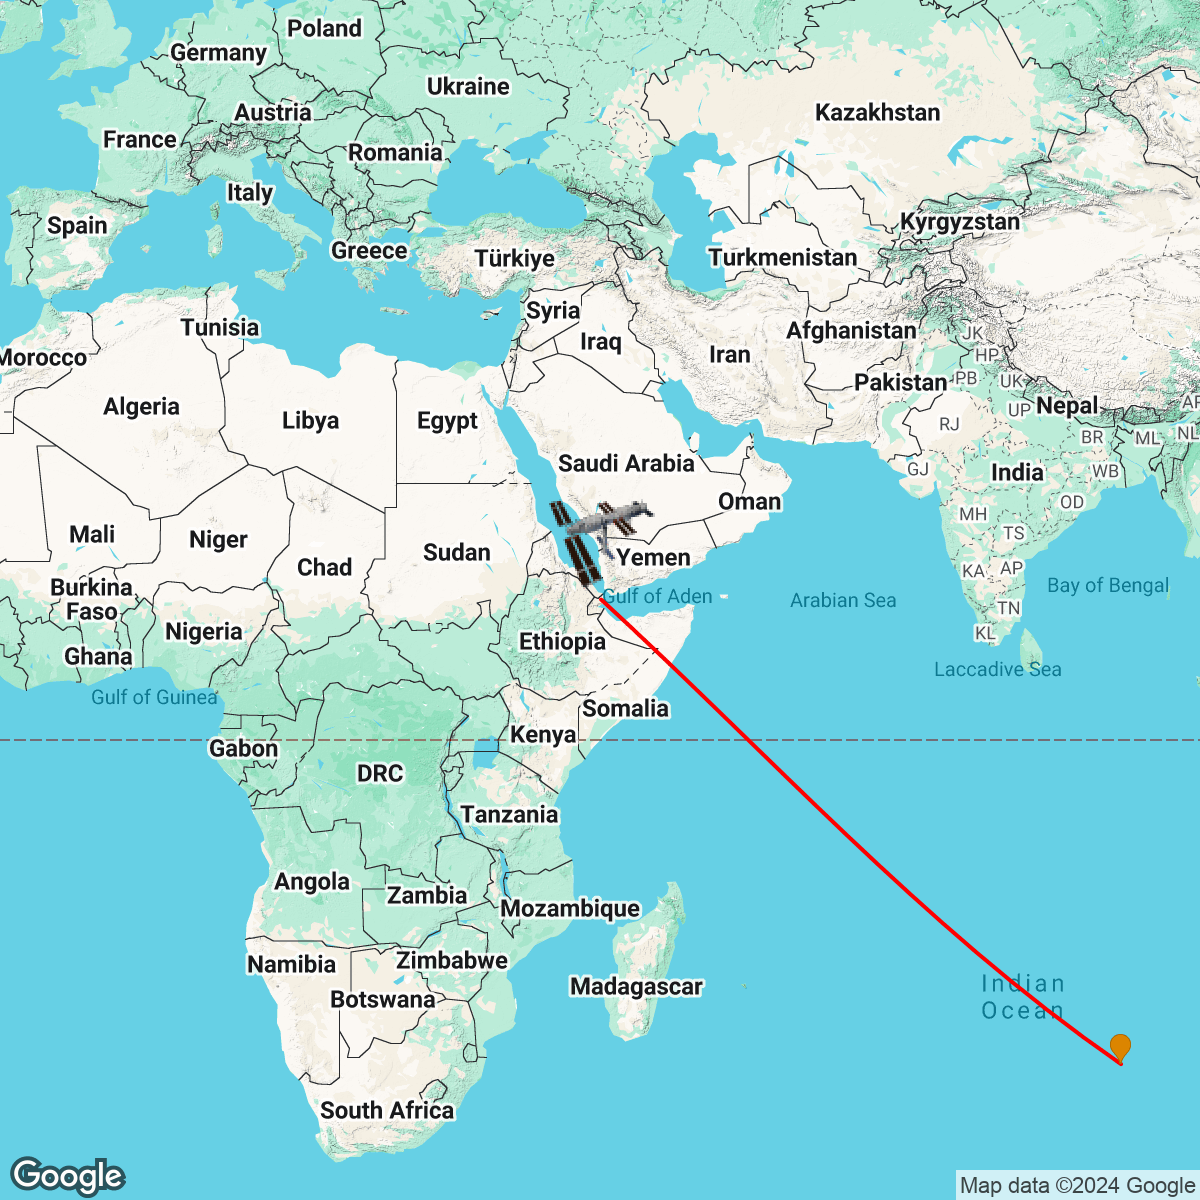 Poland
Germany
Ukraine
Kazakhstan
Austria
France
Romania
Italy
Spain
Kyrgyzstan
Greece
Türkiye
Turkmenistan
Syria
Tunisia
Afghanistan
JK
Iraq
Morocco
Iran
HP
Pakistan
PB
UK
Algeria
Nepal
AR
UP
Libya
Egypt
RJ
BR
ML
NL
Saudi Arabia
GJ
India
WB
Oman
OD
MH
Mali
Niger
TS
Sudan
Yemen
Chad
KA
AP
Burkina
Faso
Bay of Bengal
Gulf of Aden
Arabian Sea
TN
Nigeria
KL
Ethiopia
Ghana
Laccadive Sea
Gulf of Guinea
Somalia
Kenya
Gabon
DRC
Tanzania
Angola
Zambia
Mozambique
Zimbabwe
Namibia
Madagascar
Indian
Ocean
Botswana
South Africa
Google
Map data ©2024 Google